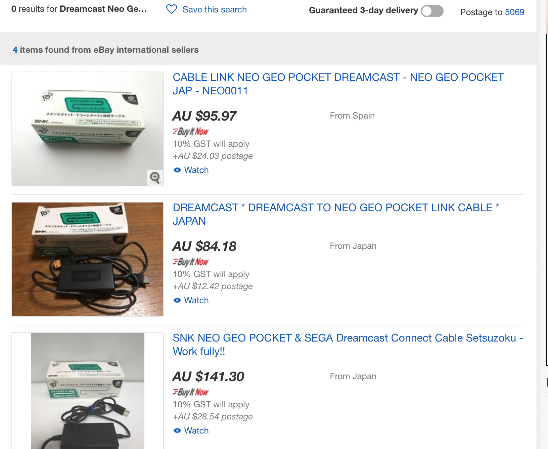 0 results for Dreamcast Neo Ge...
Save this search
Guaranteed 3-day delivery
Postage to 5069
4 items found from eBay international sellers
CABLE LINK NEO GEO POCKET DREAMCAST - NEO GEO POCKET
JAP - NEO0011
AU $95.97
From Spain
Buy It Now
10% GST will apply
+AU $24.03 postage
Watch
DREAMCAST * DREAMCAST TO NEO GEO POCKET LINK CABLE *
JAPAN
AU $84.18
From Japan
Buy It Now
10% GST will apply
+AU $12.42 postage
Watch
SNK NEO GEO POCKET & SEGA Dreamcast Connect Cable Setsuzoku -
Work fully!!
AU $141.30
From Japan
Buy It Now
10% GST will apply
+AU $28.54 postage
Watch
SNK